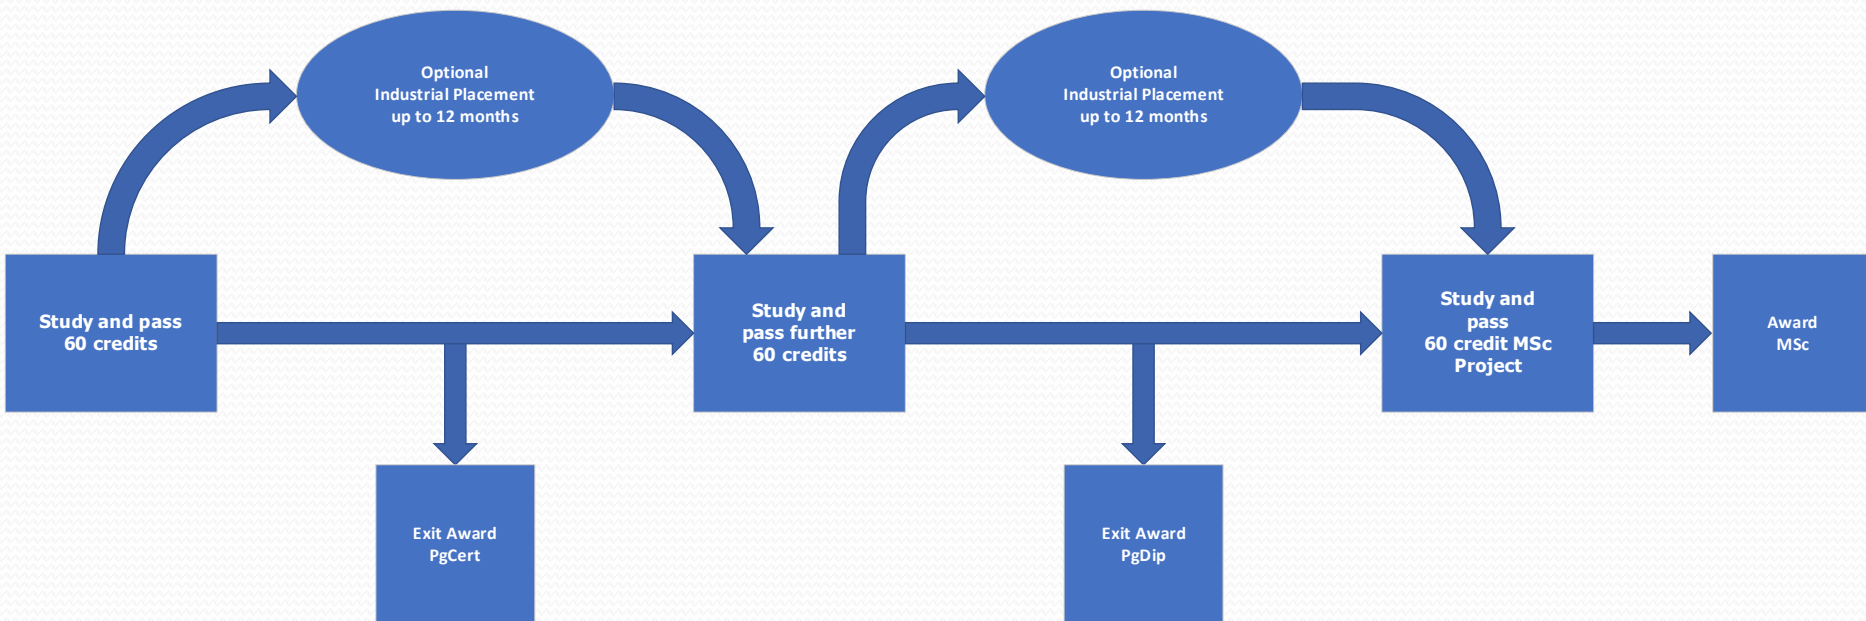 Optional
Industrial Placement
up to 12 months
Optional
Industrial Placement
up to 12 months
Study and pass
60 credits
Study and
pass further
60 credits
Study and
pass
60 credit MSc
Project
Award
MSc
Exit Award
PgCert
Exit Award
PgDip